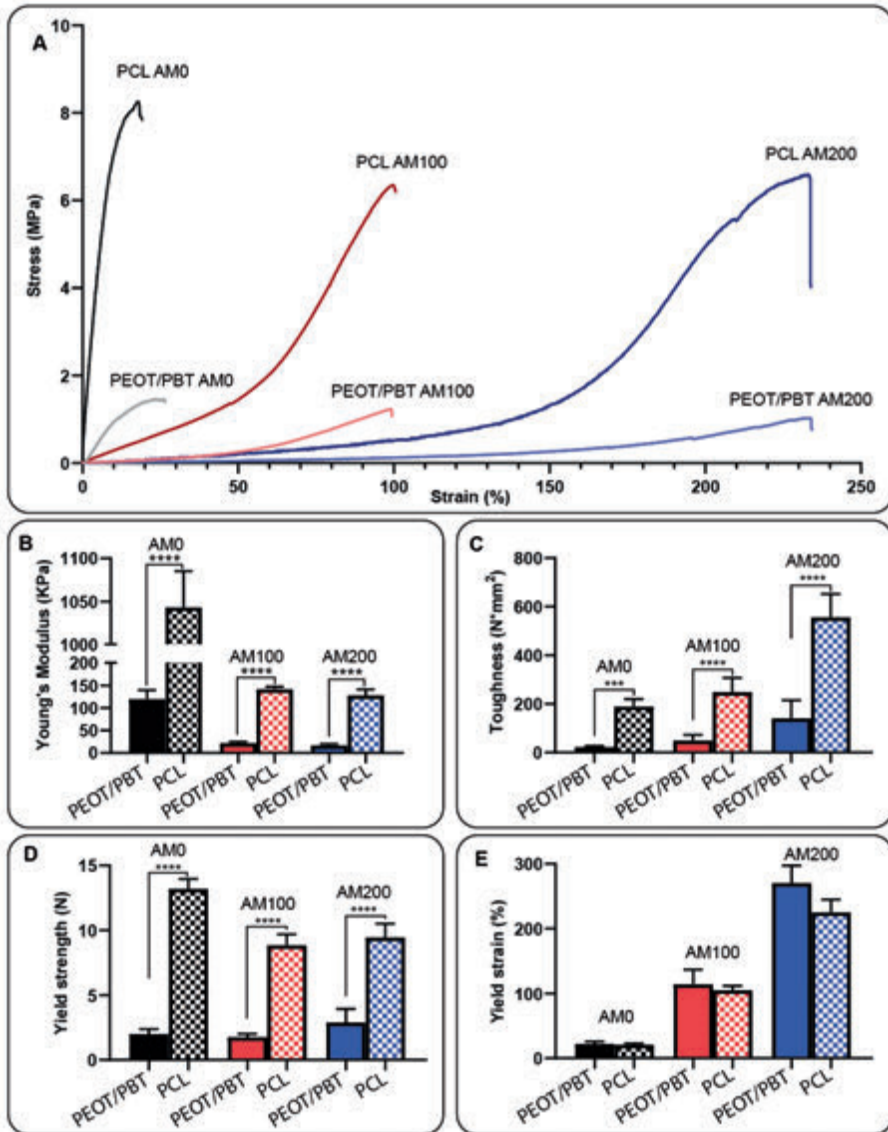 A
10
8
6
4
2
0
Stress (MPa)
PCL AM0
PCL AM100
PCL AM200
PEOT/PBT AM0
PEOT/PBT AM100
PEOT/PBT AM200
0 50 100 150 200 250
Strain (%)
B
Young's Modulus (KPa)
1100
1050
1000
200
150
100
50
0
AM0
****
AM100
****
AM200
****
PEOT/PBT PCL PEOT/PBT PCL PEOT/PBT PCL
C
Toughness (N*mm²)
800
600
400
200
0
AM0
***
AM100
****
AM200
****
PEOT/PBT PCL PEOT/PBT PCL PEOT/PBT PCL
D
Yield strength (N)
15
10
5
0
AM0
****
AM100
****
AM200
****
PEOT/PBT PCL PEOT/PBT PCL PEOT/PBT PCL
E
Yield strain (%)
300
200
100
0
AM0
AM100
AM200
PEOT/PBT PCL PEOT/PBT PCL PEOT/PBT PCL